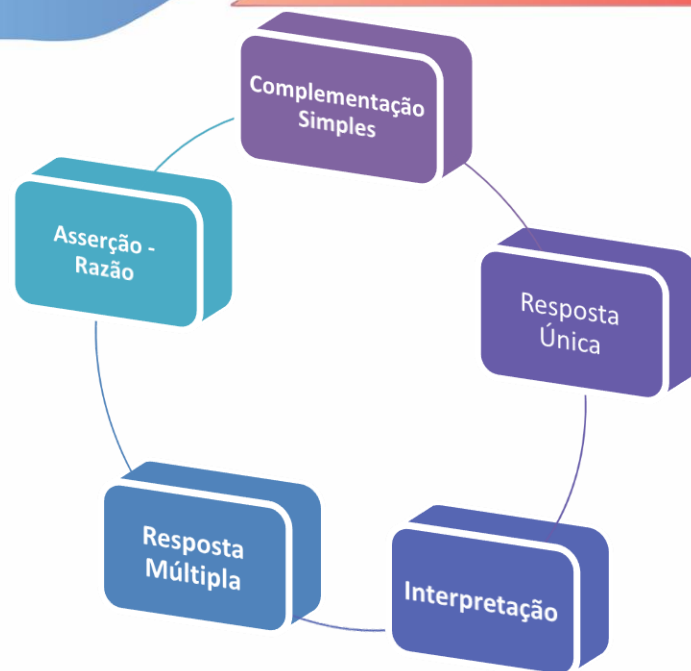 Complementação
Simples
Resposta
Única
Interpretação
Resposta
Múltipla
Asserção -
Razão